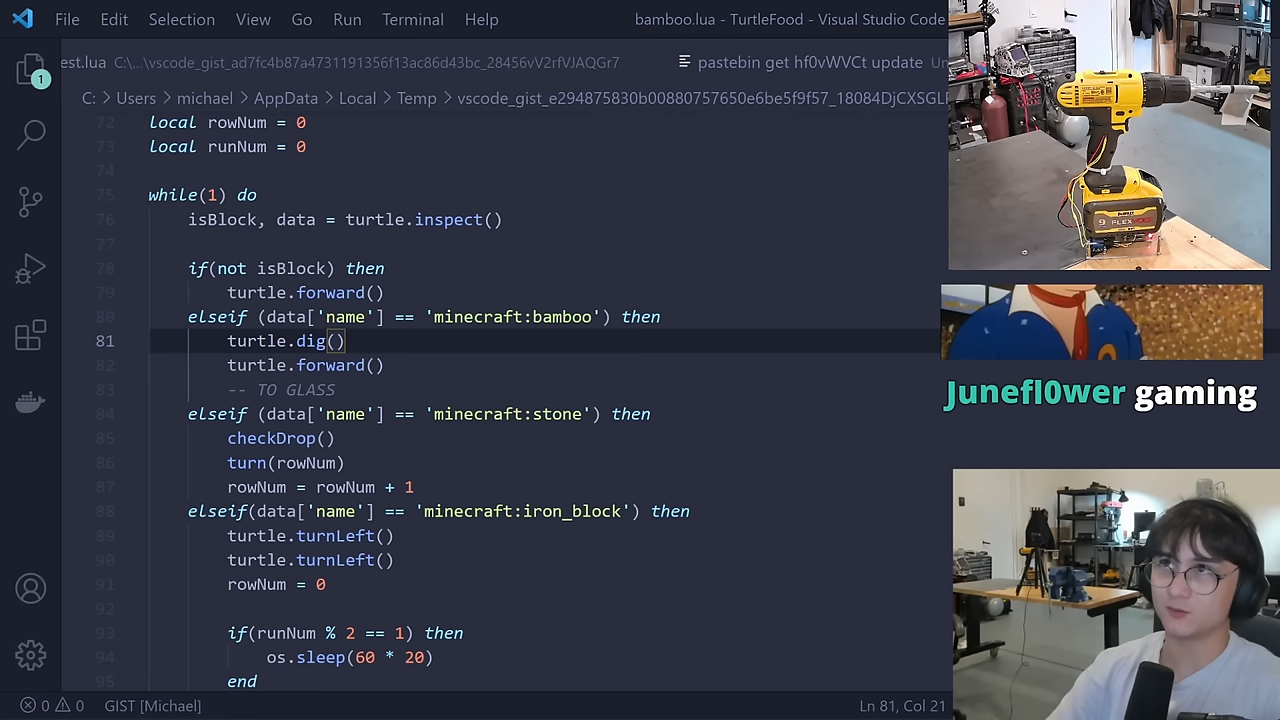 File Edit Selection View Go Run Terminal Help
bamboo.lua - TurtleFood - Visual Studio Code
1
est.lua C:\...\vscode_gist_ad7fc4b87a4731191356f13ac86d43bc_28456vV2rfVJAQGr7
pastebin get hf0vWVCt update
C: > Users > michael > AppData > Local > Temp > vscode_gist_e294875830b00880757650e6be5f9f57_18084DjCXSGL
72 local rowNum = 0
73 local runNum = 0
74
75 while(1) do
76 isBlock, data = turtle.inspect()
77
78 if(not isBlock) then
79 turtle.forward()
80 elseif (data['name'] == 'minecraft:bamboo') then
81 turtle.dig()
82 turtle.forward()
83 -- TO GLASS
84 elseif (data['name'] == 'minecraft:stone') then
85 checkDrop()
86 turn(rowNum)
87 rowNum = rowNum + 1
88 elseif(data['name'] == 'minecraft:iron_block') then
89 turtle.turnLeft()
90 turtle.turnLeft()
91 rowNum = 0
92
93 if(runNum % 2 == 1) then
94 os.sleep(60 * 20)
95 end
0 0 GIST [Michael]
Ln 81, Col 21
DEWALT
9 FLEX
Junefl0wer gaming